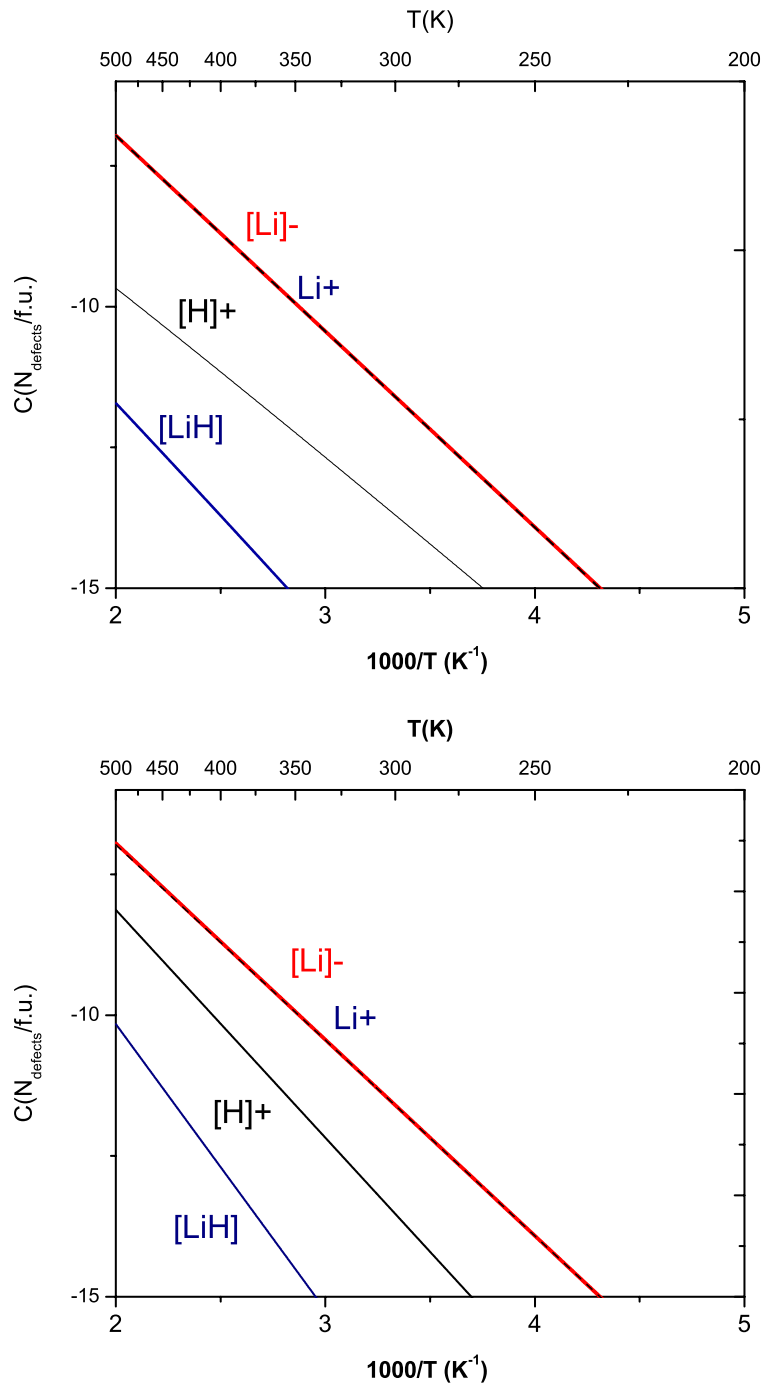 T(K)
500 450 400 350 300 250 200
[Li]-
Li+
[H]+
[LiH]
-10
-15
C(N_defects/f.u.)
2 3 4 5
1000/T (K⁻¹)
T(K)
500 450 400 350 300 250 200
[Li]-
Li+
[H]+
[LiH]
-10
-15
C(N_defects/f.u.)
2 3 4 5
1000/T (K⁻¹)